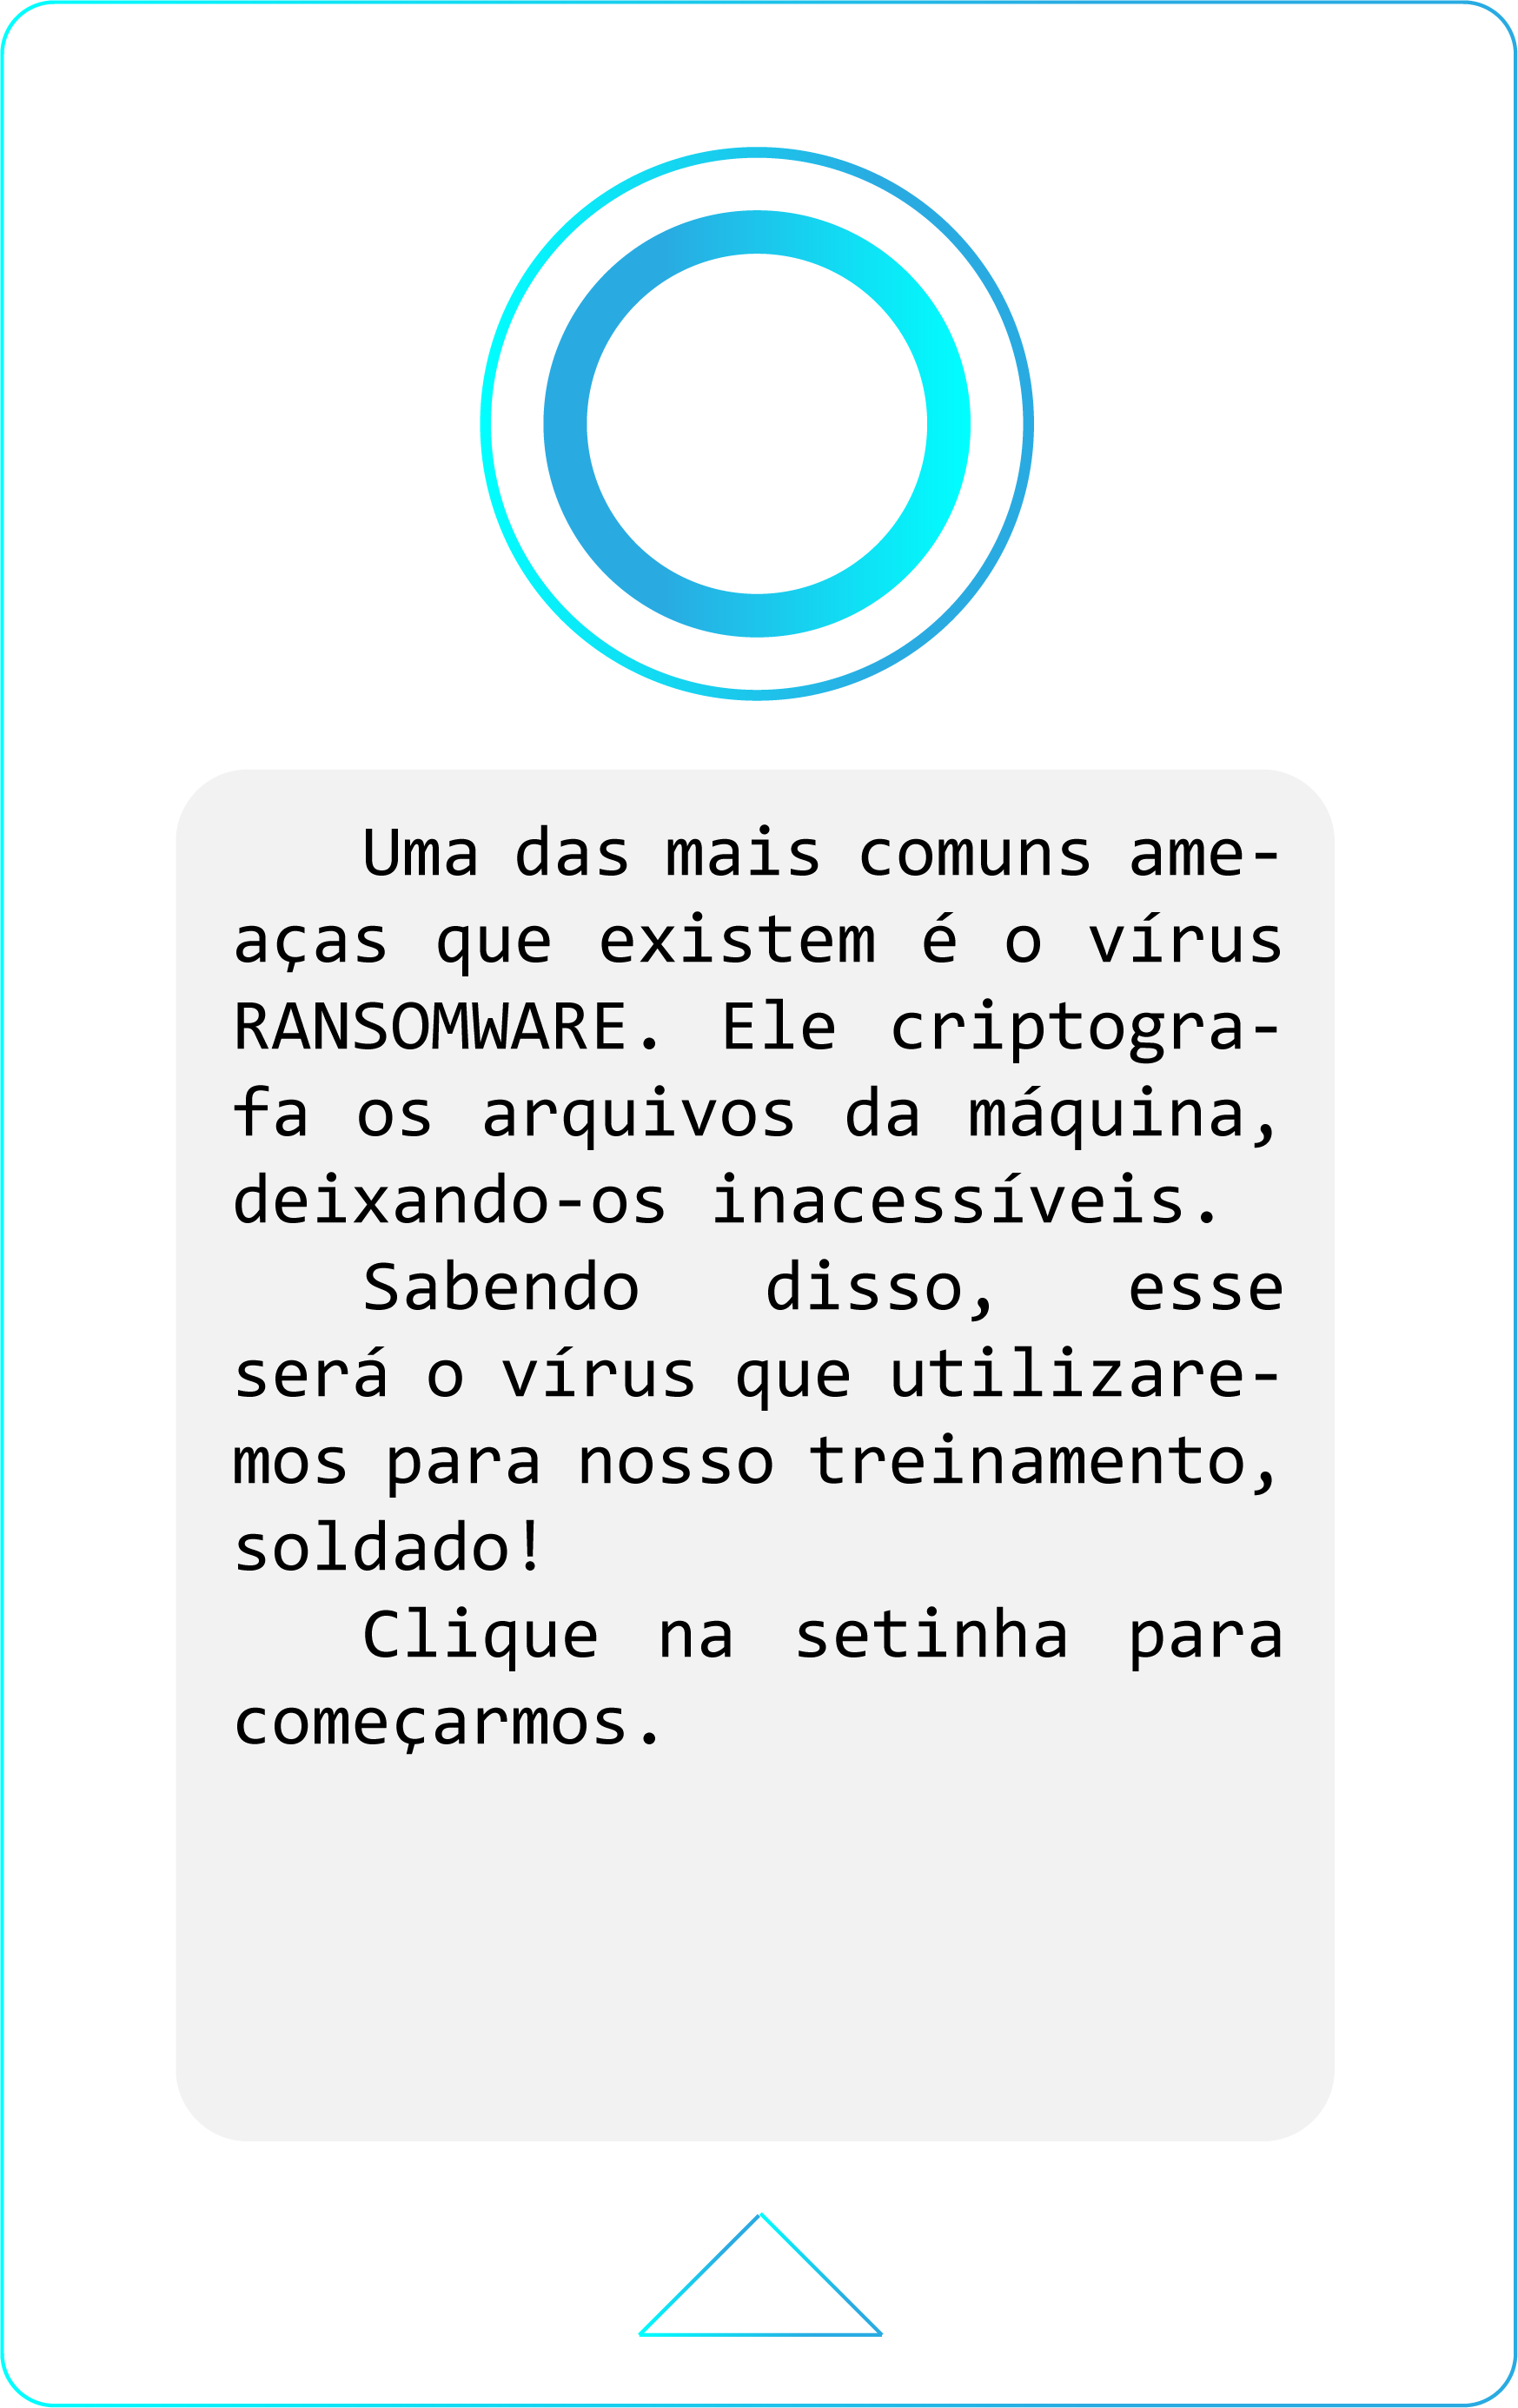 Uma das mais comuns ame-
aças que existem é o vírus
RANSOMWARE. Ele criptogra-
fa os arquivos da máquina,
deixando-os inacessíveis.
Sabendo disso, esse
será o vírus que utilizare-
mos para nosso treinamento,
soldado!
Clique na setinha para
começarmos.